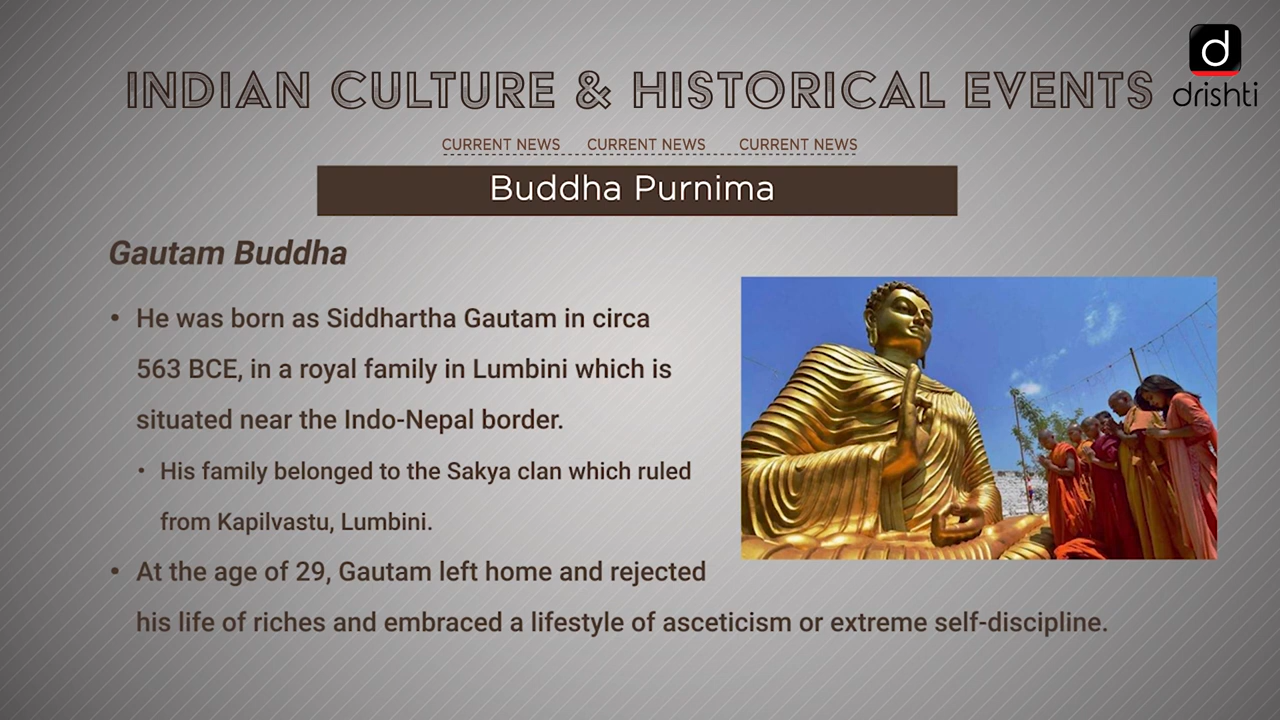 INDIAN CULTURE & HISTORICAL EVENTS
d
drishti
CURRENT NEWS CURRENT NEWS CURRENT NEWS
Buddha Purnima
Gautam Buddha
• He was born as Siddhartha Gautam in circa
563 BCE, in a royal family in Lumbini which is
situated near the Indo-Nepal border.
• His family belonged to the Sakya clan which ruled
from Kapilvastu, Lumbini.
• At the age of 29, Gautam left home and rejected
his life of riches and embraced a lifestyle of asceticism or extreme self-discipline.